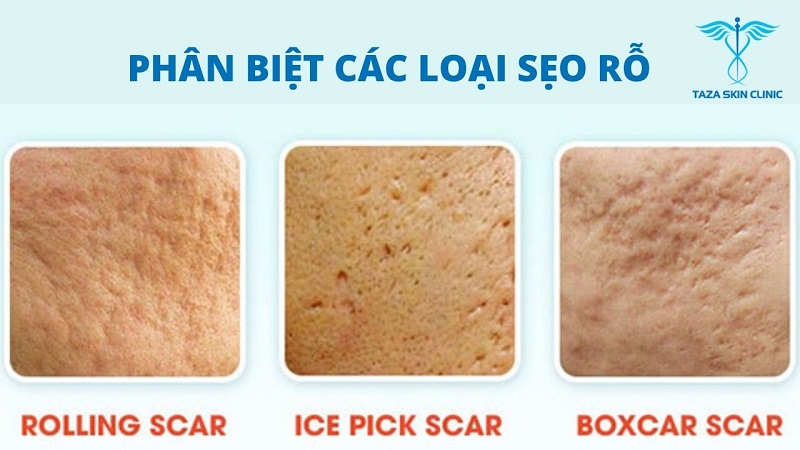 PHÂN BIỆT CÁC LOẠI SẸO RỖ
TAZA SKIN CLINIC
ROLLING SCAR
ICE PICK SCAR
BOXCAR SCAR